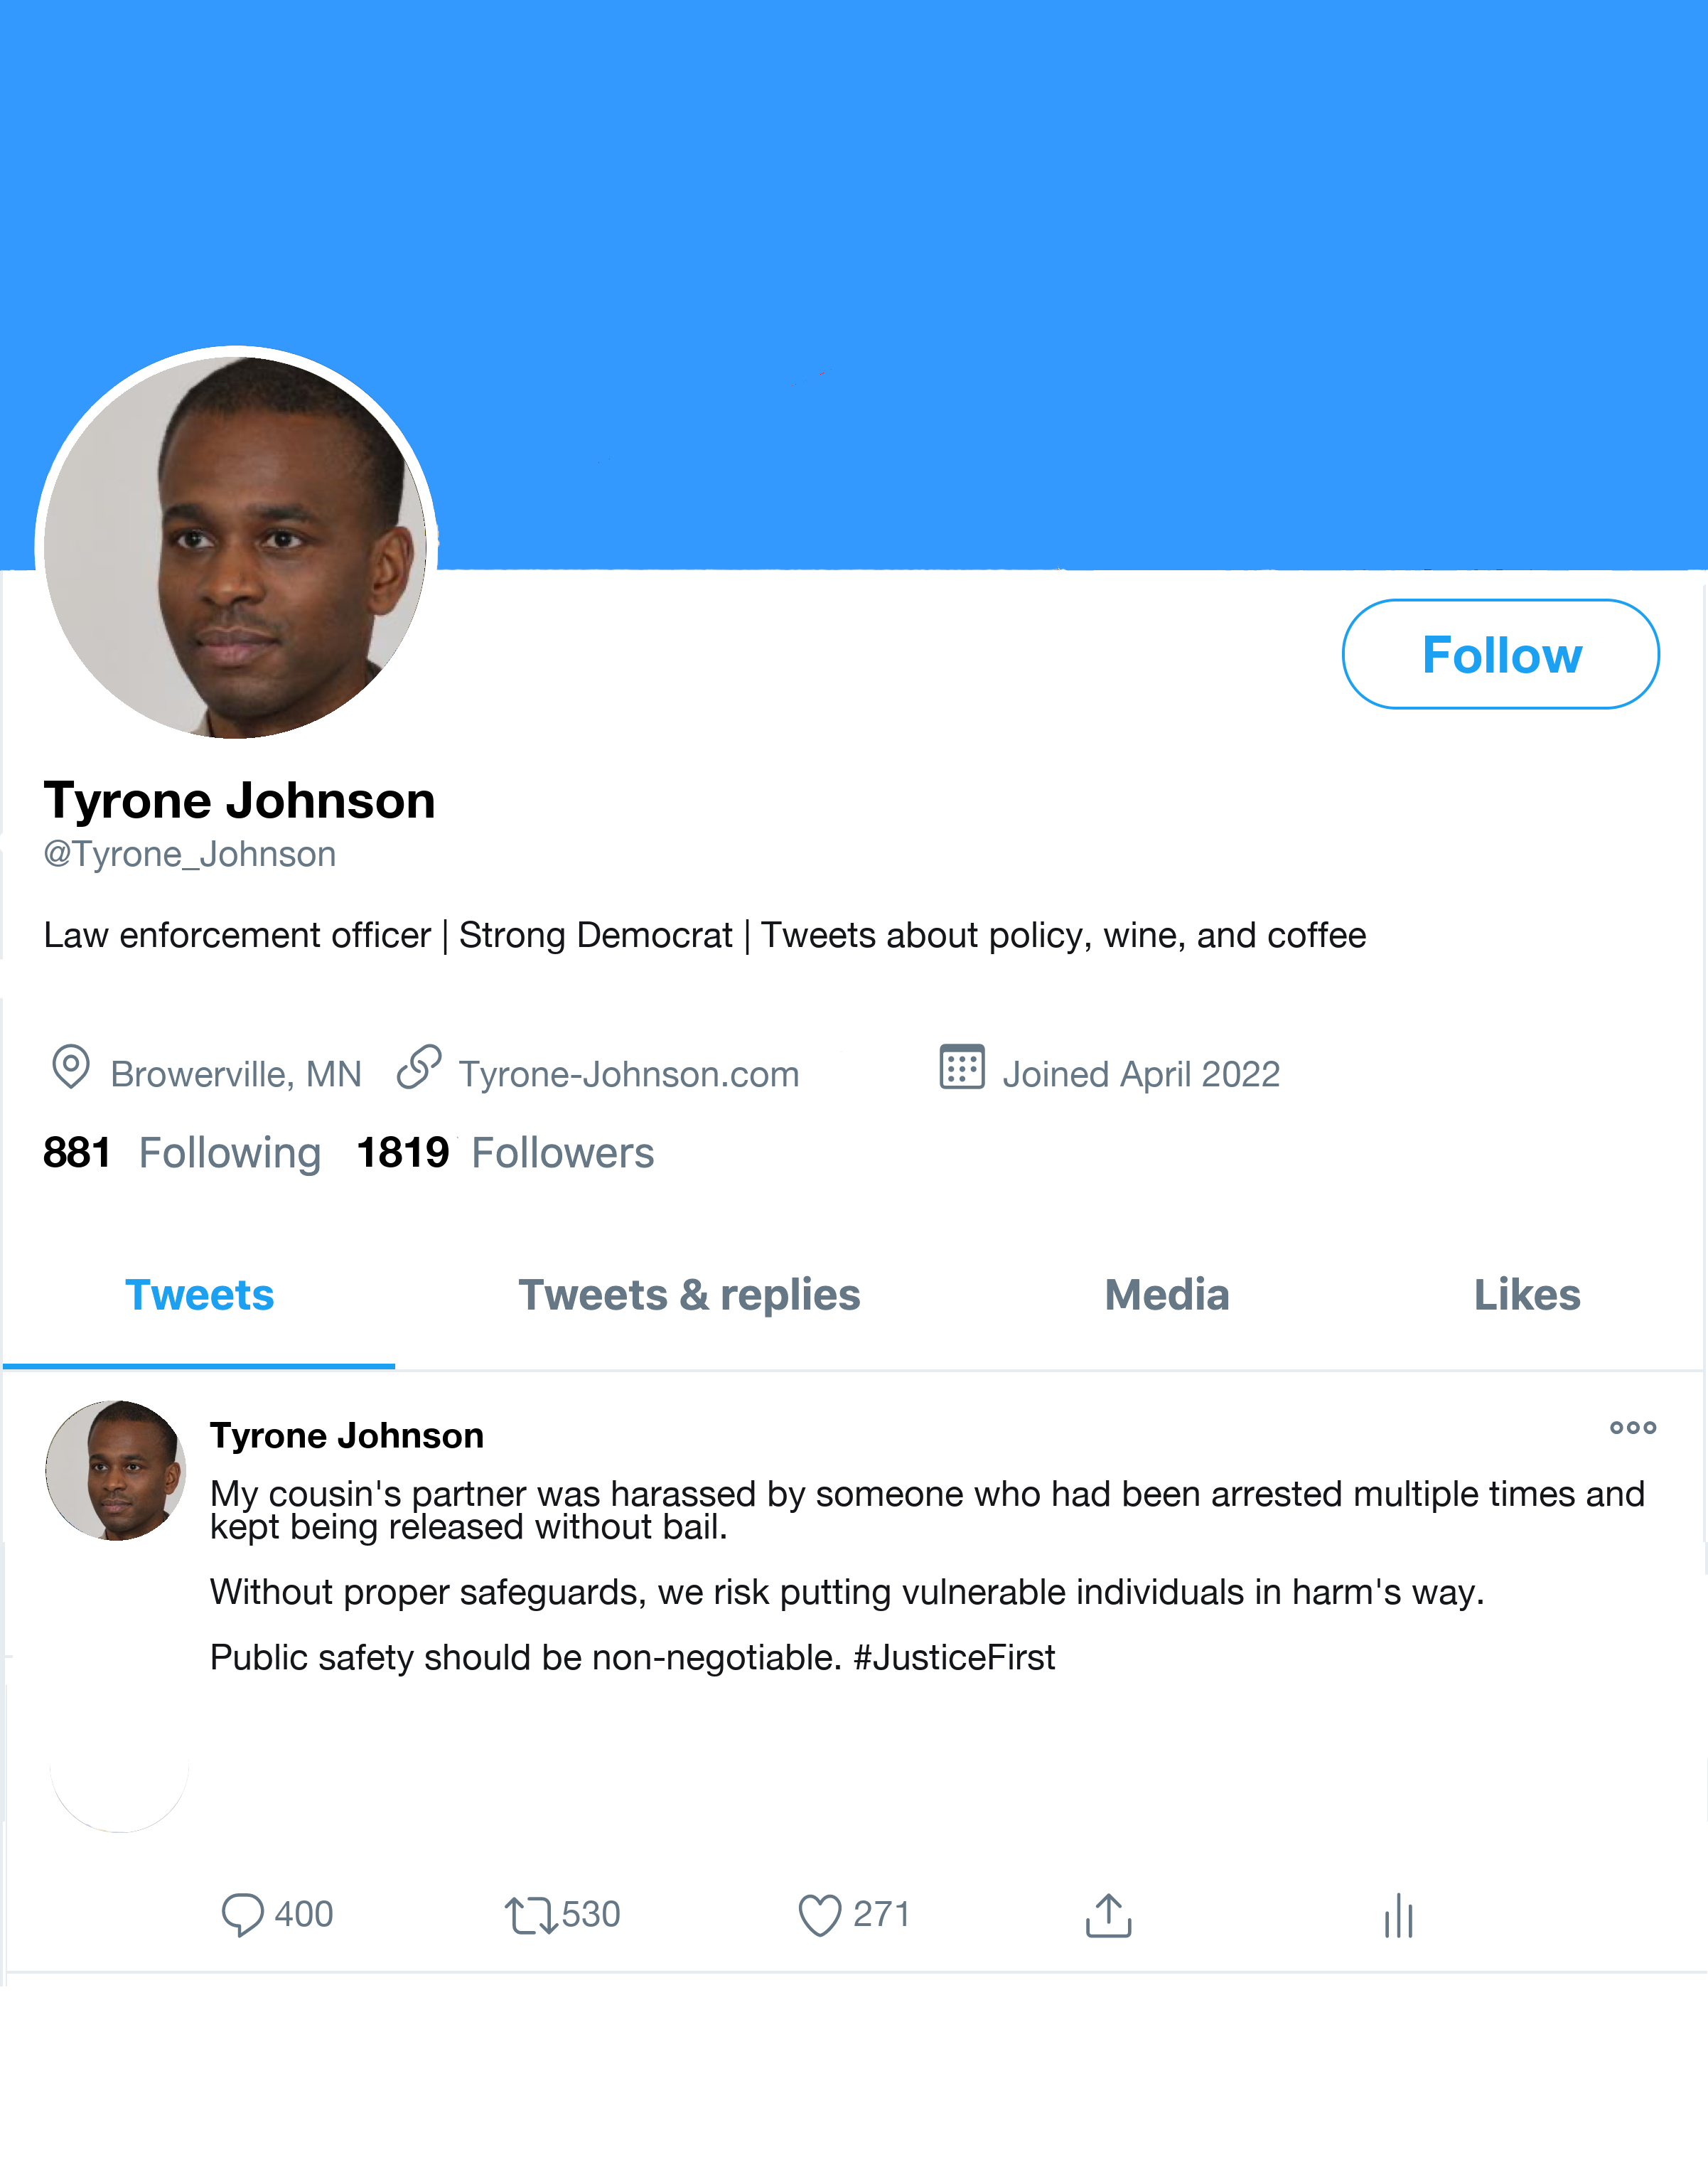 Follow
Tyrone Johnson
@Tyrone_Johnson
Law enforcement officer | Strong Democrat | Tweets about policy, wine, and coffee
Browerville, MN Tyrone-Johnson.com Joined April 2022
881 Following 1819 Followers
Tweets Tweets & replies Media Likes
Tyrone Johnson
My cousin's partner was harassed by someone who had been arrested multiple times and
kept being released without bail.
Without proper safeguards, we risk putting vulnerable individuals in harm's way.
Public safety should be non-negotiable. #JusticeFirst
400 530 271